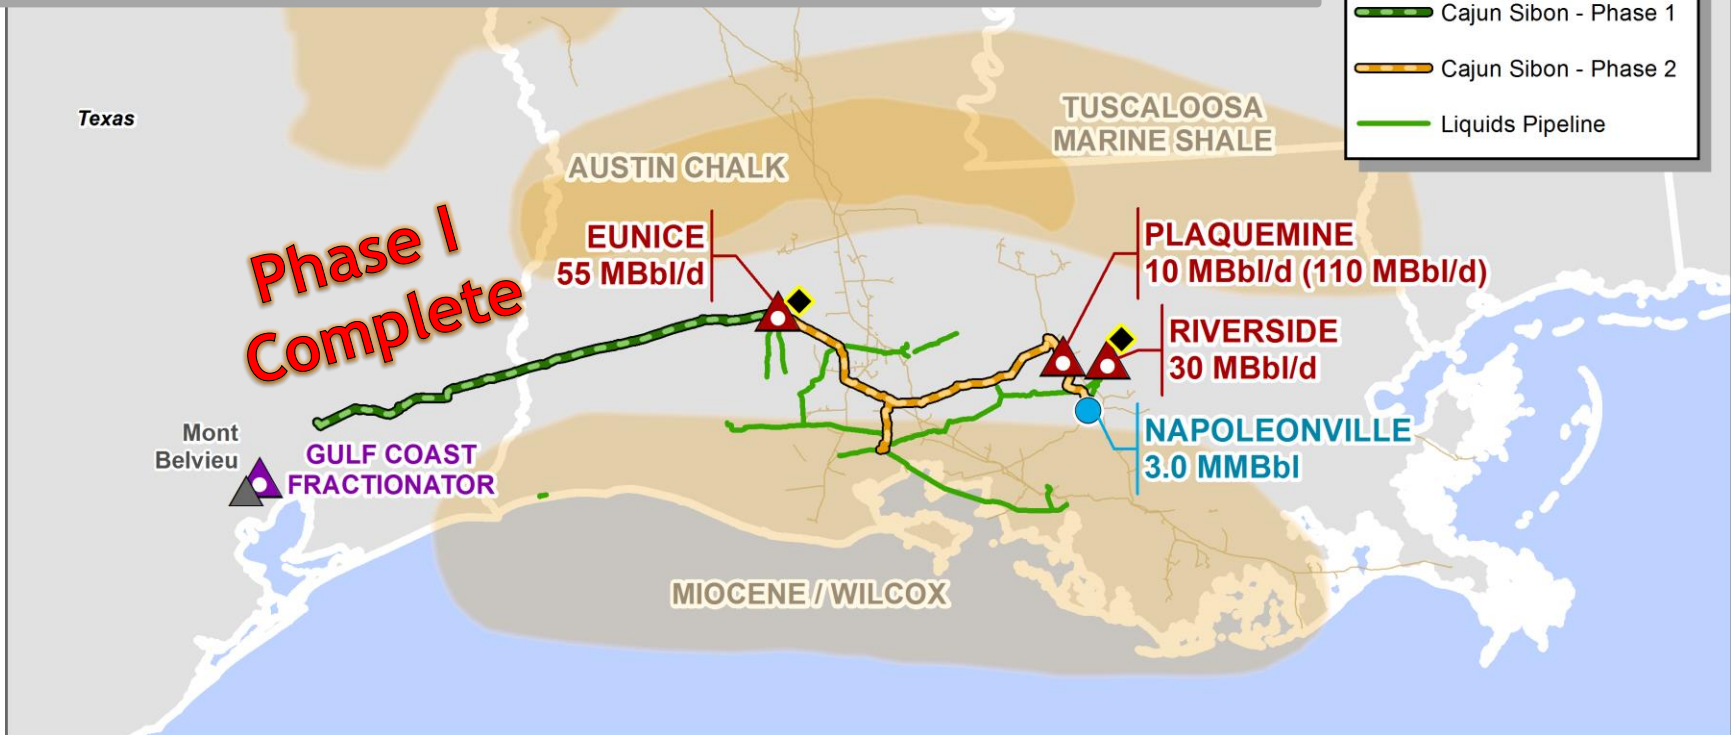 Cajun Sibon - Phase 1
Cajun Sibon - Phase 2
Liquids Pipeline
Texas
TUSCALOOSA
MARINE SHALE
AUSTIN CHALK
Phase I
Complete
EUNICE
55 MBbl/d
PLAQUEMINE
10 MBbl/d (110 MBbl/d)
RIVERSIDE
30 MBbl/d
Mont
Belvieu
GULF COAST
FRACTIONATOR
NAPOLEONVILLE
3.0 MMBbl
MIOCENE / WILCOX